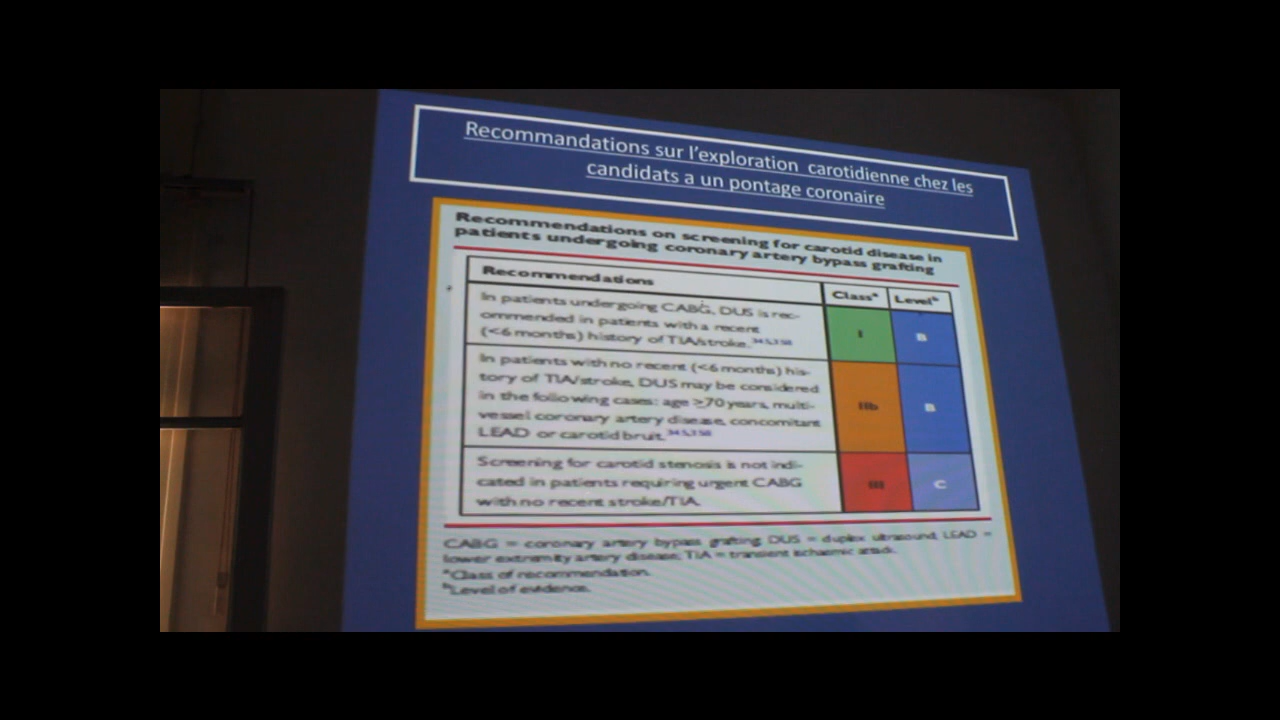 Recommandations sur l'exploration carotidienne chez les
candidats a un pontage coronaire
Recommendations on screening for carotid disease in
patients undergoing coronary artery bypass grafting
Recommendations Classᵃ Levelᵇ
In patients undergoing CABG, DUS is rec-
ommended in patients with a recent
(<6 months) history of TIA/stroke.
I B
In patients with no recent (<6 months) his-
tory of TIA/stroke, DUS may be considered
in the following cases: age ≥70 years, multi-
vessel coronary artery disease, concomitant
LEAD or carotid bruit.
IIb B
Screening for carotid stenosis is not indi-
cated in patients requiring urgent CABG
with no recent stroke/TIA.
III C
CABG = coronary artery bypass grafting; DUS = duplex ultrasound; LEAD =
lower extremity artery disease; TIA = transient ischaemic attack.
ᵃClass of recommendation.
ᵇLevel of evidence.